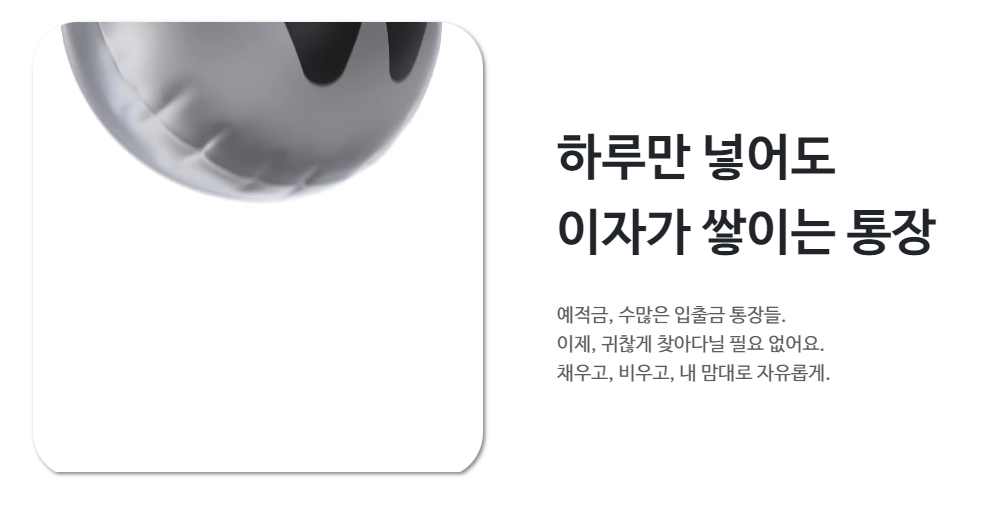 하루만 넣어도
이자가 쌓이는 통장
예적금, 수많은 입출금 통장들.
이제, 귀찮게 찾아다닐 필요 없어요.
채우고, 비우고, 내 맘대로 자유롭게.